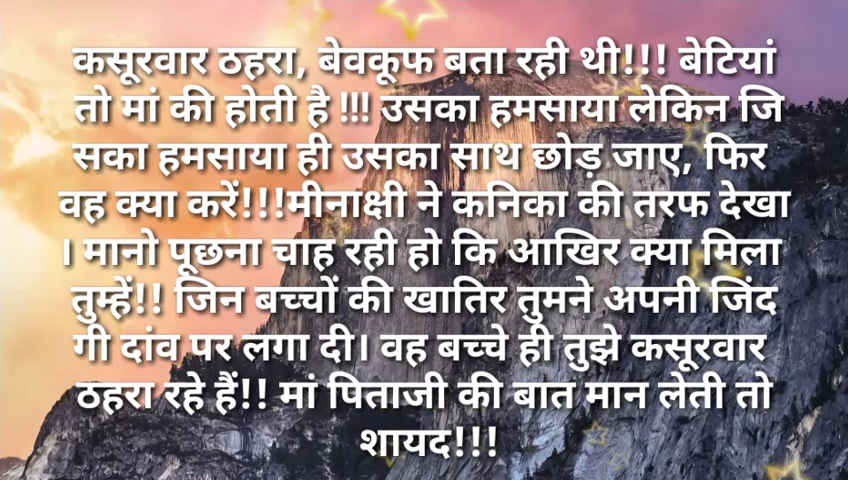 कसूरवार ठहरा, बेवकूफ बता रही थी!!! बेटियां
तो मां की होती है !!! उसका हमसाया लेकिन जि
सका हमसाया ही उसका साथ छोड़ जाए, फिर
वह क्या करें!!!मीनाक्षी ने कनिका की तरफ देखा
। मानो पूछना चाह रही हो कि आखिर क्या मिला
तुम्हें!! जिन बच्चों की खातिर तुमने अपनी जिंद
गी दांव पर लगा दी। वह बच्चे ही तुझे कसूरवार
ठहरा रहे हैं!! मां पिताजी की बात मान लेती तो
शायद!!!